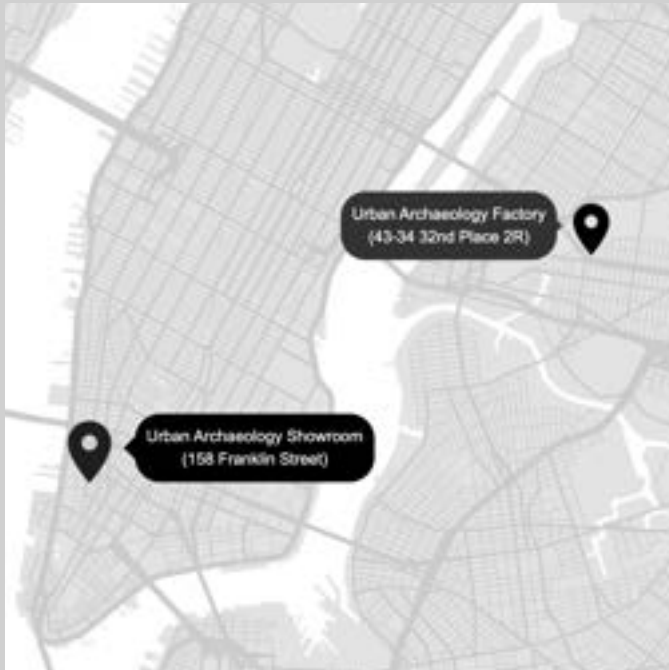 Urban Archaeology Factory
(43-34 32nd Place 2R)
Urban Archaeology Showroom
(158 Franklin Street)